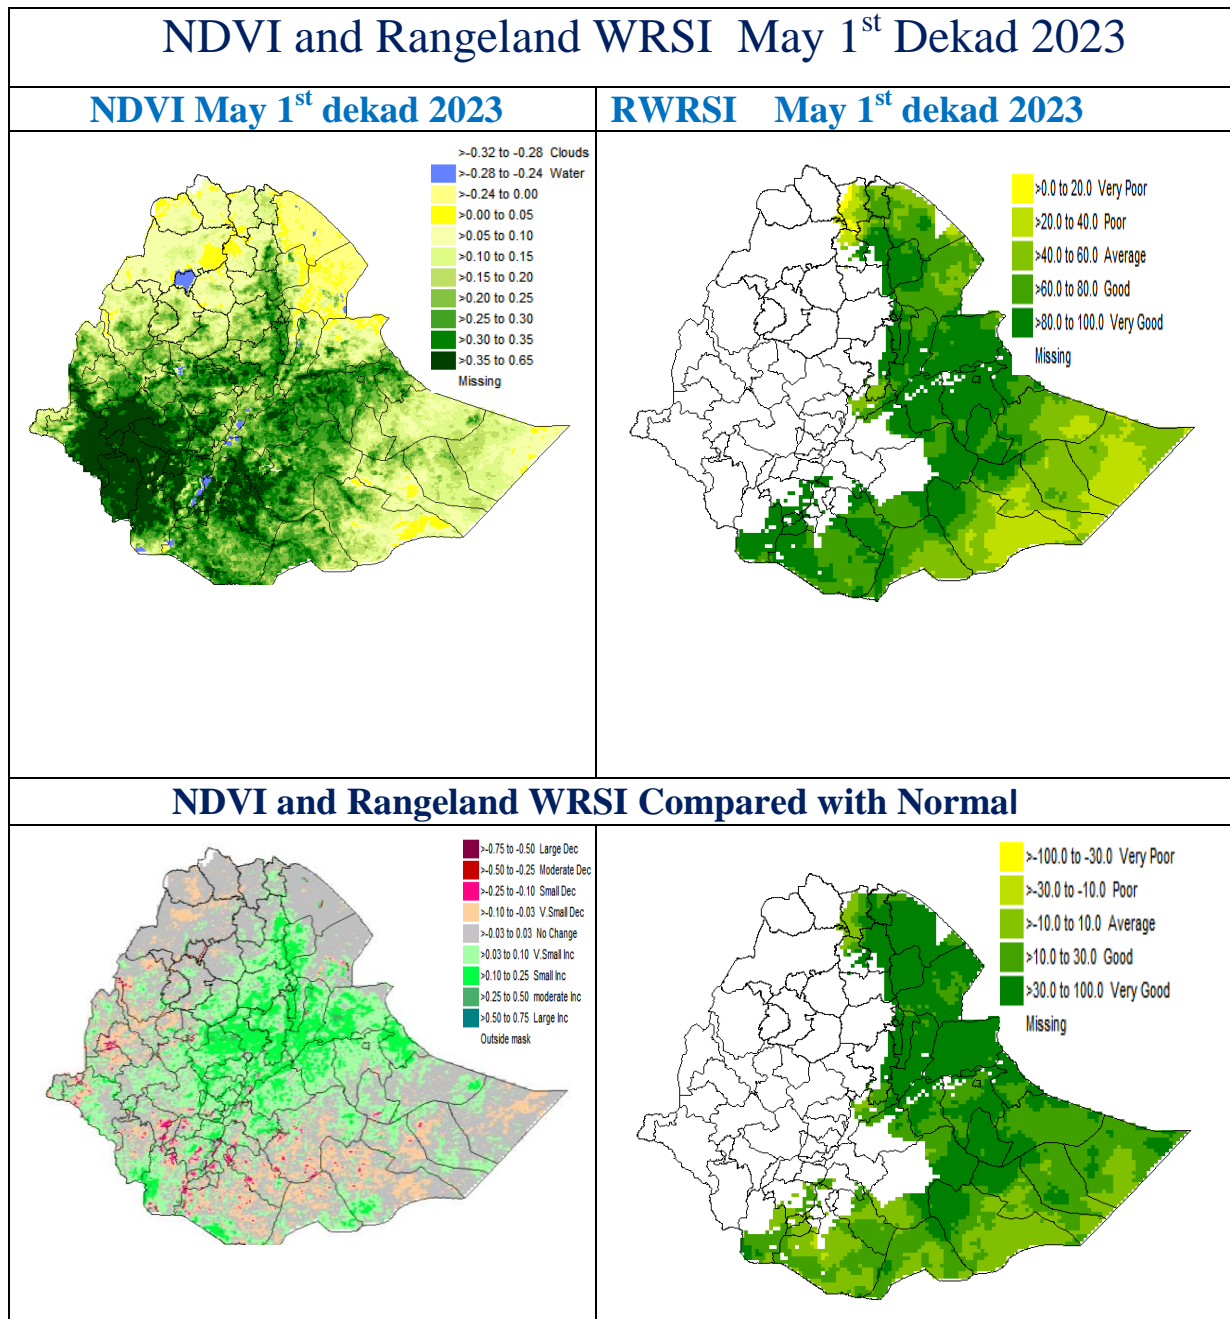 NDVI and Rangeland WRSI May 1st Dekad 2023
NDVI May 1st dekad 2023
RWRSI May 1st dekad 2023
>-0.32 to -0.28 Clouds
>-0.28 to -0.24 Water
>-0.24 to 0.00
>0.00 to 0.05
>0.05 to 0.10
>0.10 to 0.15
>0.15 to 0.20
>0.20 to 0.25
>0.25 to 0.30
>0.30 to 0.35
>0.35 to 0.65
Missing
>0.0 to 20.0 Very Poor
>20.0 to 40.0 Poor
>40.0 to 60.0 Average
>60.0 to 80.0 Good
>80.0 to 100.0 Very Good
Missing
NDVI and Rangeland WRSI Compared with Normal
>-0.75 to -0.50 Large Dec
>-0.50 to -0.25 Moderate Dec
>-0.25 to -0.10 Small Dec
>-0.10 to -0.03 V.Small Dec
>-0.03 to 0.03 No Change
>0.03 to 0.10 V.Small Inc
>0.10 to 0.25 Small Inc
>0.25 to 0.50 moderate Inc
>0.50 to 0.75 Large Inc
Outside mask
>-100.0 to -30.0 Very Poor
>-30.0 to -10.0 Poor
>-10.0 to 10.0 Average
>10.0 to 30.0 Good
>30.0 to 100.0 Very Good
Missing